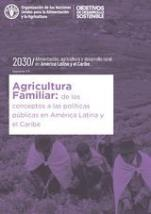 Organización de las Naciones
Unidas para la Alimentación
y la Agricultura
OBJETIVOS
DE DESARROLLO
SOSTENIBLE
2030/ Alimentación, agricultura y desarrollo rural
en América Latina y el Caribe
Agricultura
Familiar: de los
conceptos a las políticas
públicas en América Latina y
el Caribe